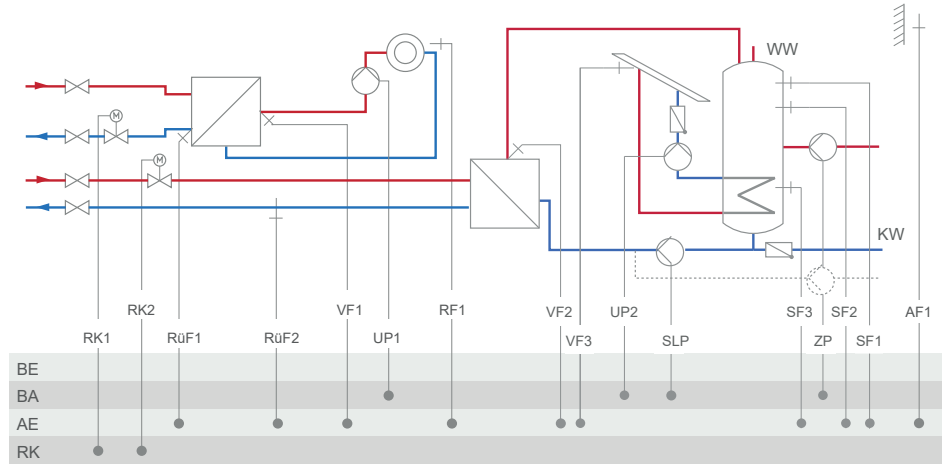 WW
M
M
KW
RK2 VF1 RF1 VF2 UP2 SF3 SF2 AF1
RK1 RüF1 RüF2 UP1 VF3 SLP ZP SF1
BE
BA
AE
RK